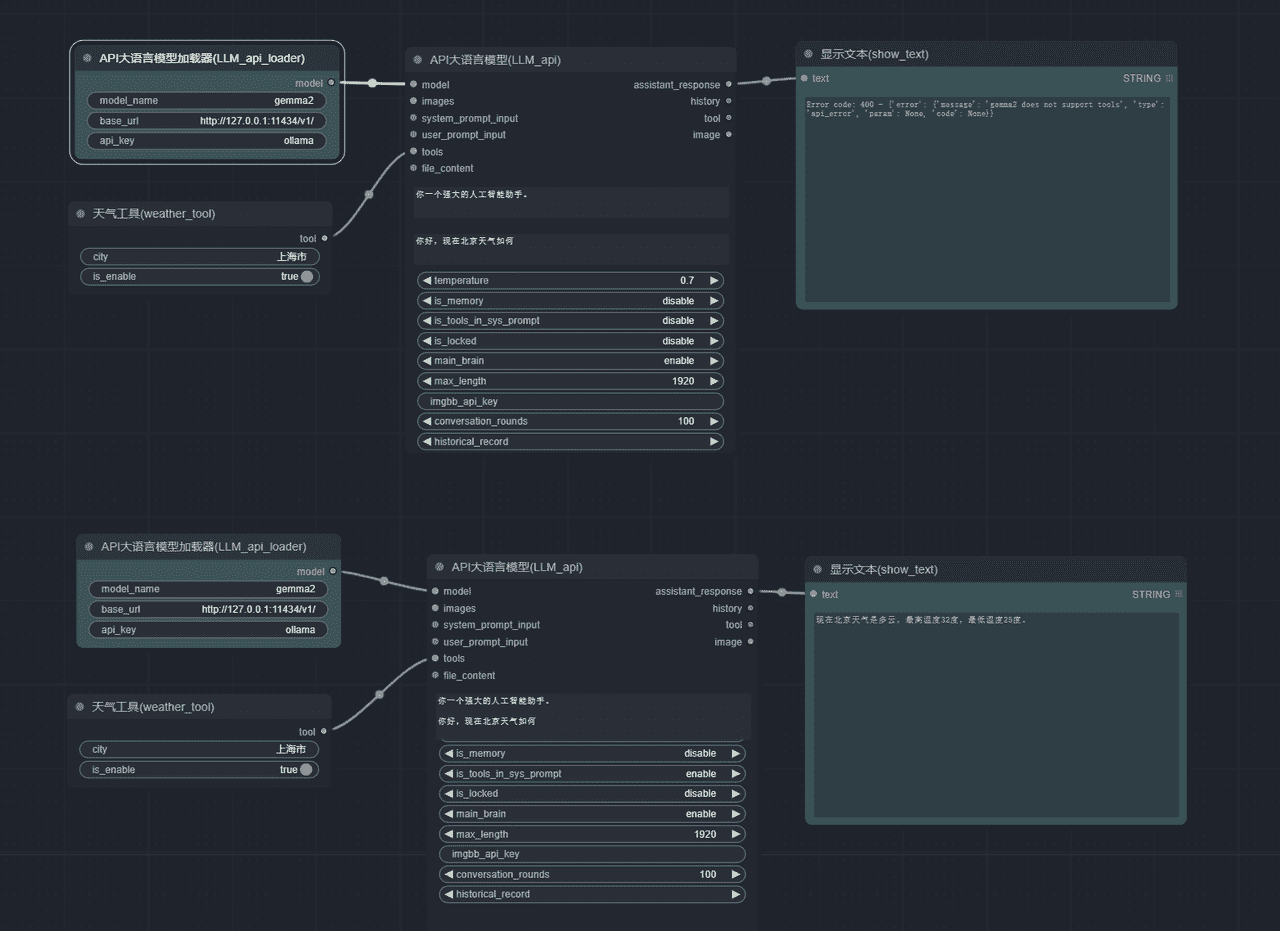 API大语言模型加载器(LLM_api_loader)
model
model_name gemma2
base_url http://127.0.0.1:11434/v1/
api_key ollama
天气工具(weather_tool)
tool
city 上海市
is_enable true
API大语言模型(LLM_api)
model assistant_response
images history
system_prompt_input tool
user_prompt_input image
tools
file_content
你一个强大的人工智能助手。
你好，现在北京天气如何
temperature 0.7
is_memory disable
is_tools_in_sys_prompt disable
is_locked disable
main_brain enable
max_length 1920
imgbb_api_key
conversation_rounds 100
historical_record
显示文本(show_text)
text STRING
Error code: 400 - {'error': {'message': 'gemma2 does not support tools', 'type':
'api_error', 'param': None, 'code': None}}
API大语言模型加载器(LLM_api_loader)
model
model_name gemma2
base_url http://127.0.0.1:11434/v1/
api_key ollama
天气工具(weather_tool)
tool
city 上海市
is_enable true
API大语言模型(LLM_api)
model assistant_response
images history
system_prompt_input tool
user_prompt_input image
tools
file_content
你一个强大的人工智能助手。
你好，现在北京天气如何
is_memory disable
is_tools_in_sys_prompt enable
is_locked disable
main_brain enable
max_length 1920
imgbb_api_key
conversation_rounds 100
historical_record
显示文本(show_text)
text STRING
现在北京天气是多云，最高温度32度，最低温度25度。